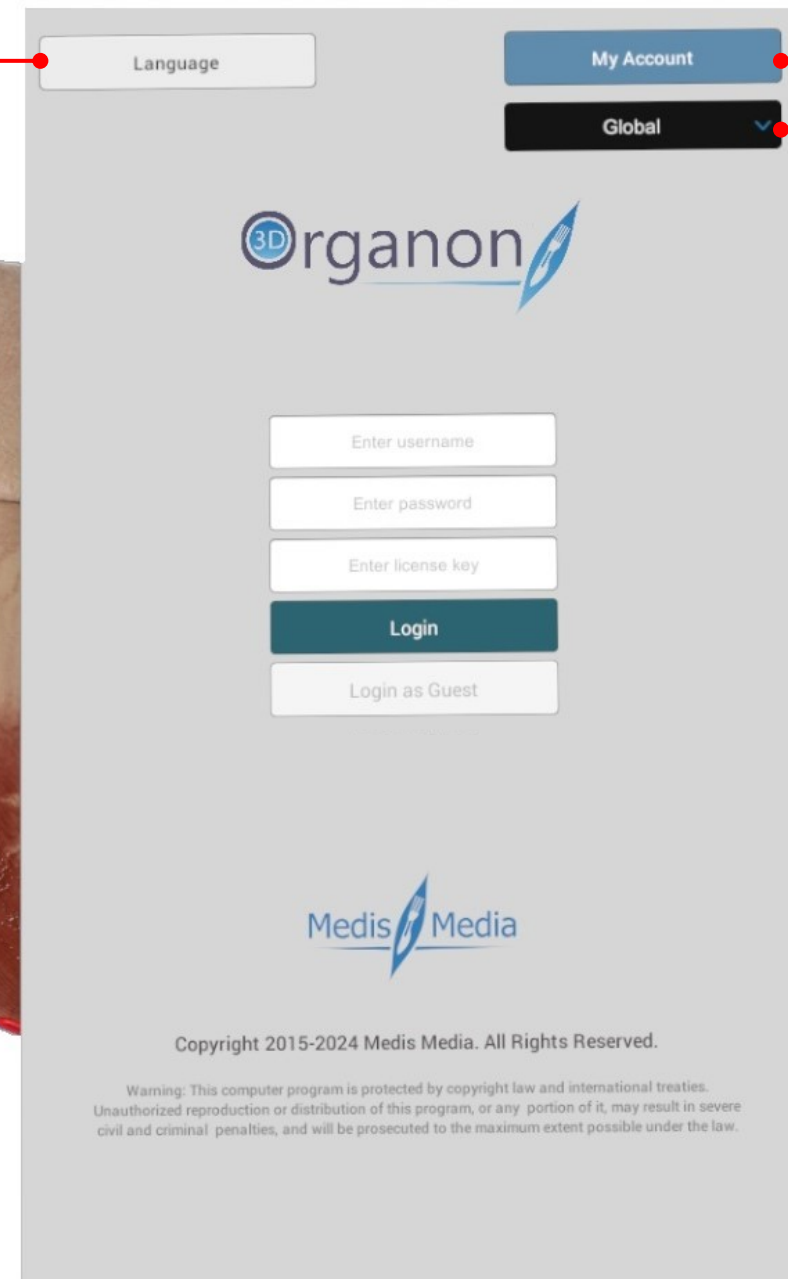 Language
My Account
Global
3D Organon
Enter username
Enter password
Enter license key
Login
Login as Guest
Medis Media
Copyright 2015-2024 Medis Media. All Rights Reserved.
Warning: This computer program is protected by copyright law and international treaties.
Unauthorized reproduction or distribution of this program, or any portion of it, may result in severe
civil and criminal penalties, and will be prosecuted to the maximum extent possible under the law.